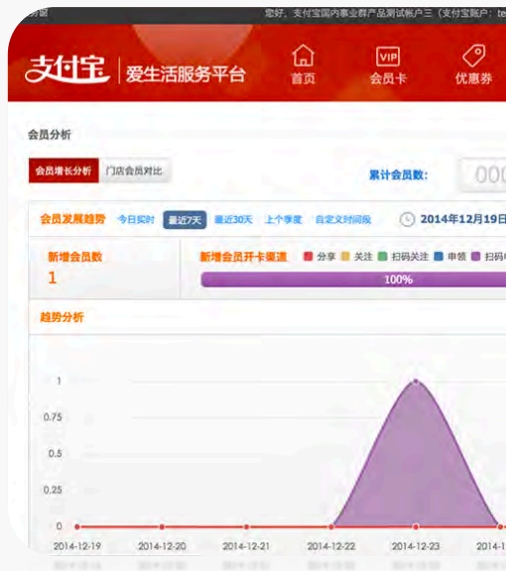 您好，支付宝国内事业群产品测试帐户三（支付宝账户：te
支付宝 爱生活服务平台
首页
VIP
会员卡
优惠券
会员分析
会员增长分析 门店会员对比
累计会员数：
会员发展趋势 今日实时 最近7天 最近30天 上个季度 自定义时间段 2014年12月19日
新增会员数 新增会员开卡渠道 分享 关注 扫码关注 申领 扫码
1
100%
趋势分析
1
0.75
0.5
0.25
0
2014-12-19 2014-12-20 2014-12-21 2014-12-22 2014-12-23 2014-1